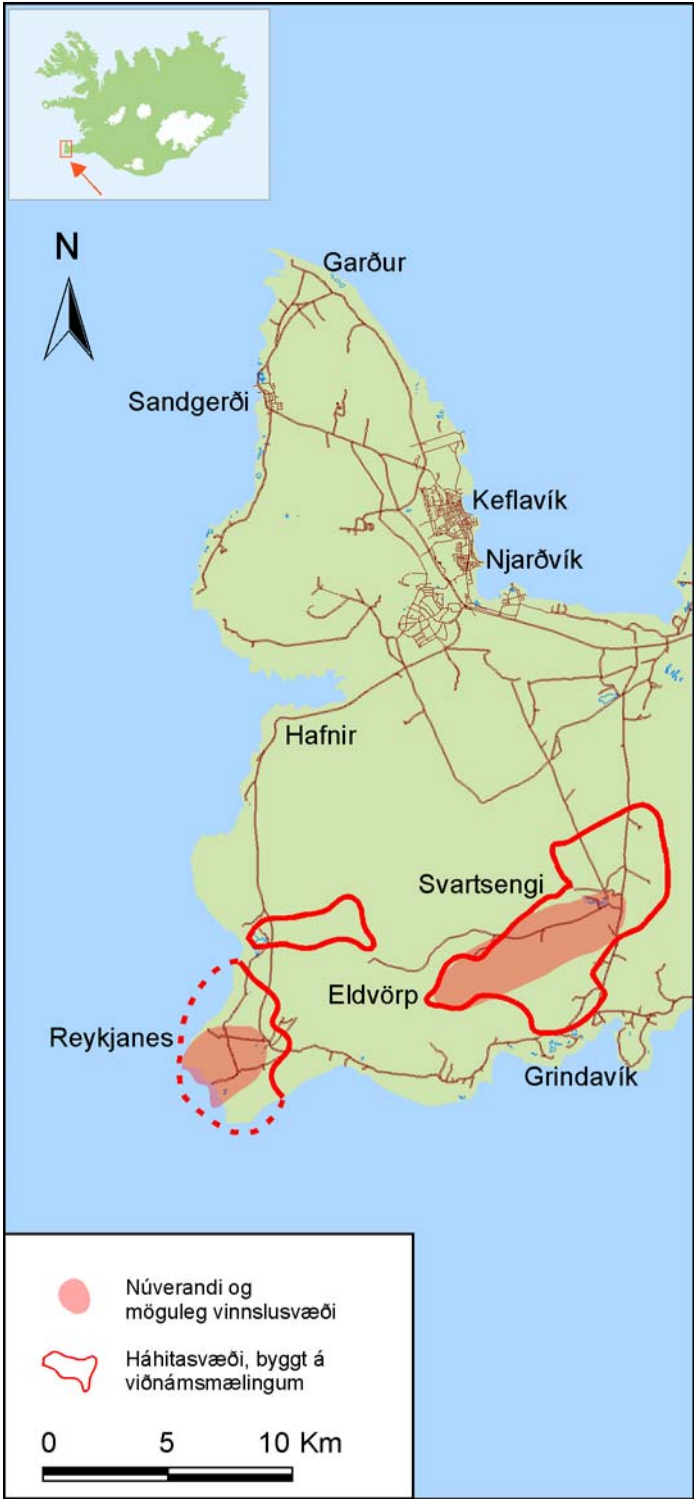 N
Garður
Sandgerði
Keflavík
Njarðvík
Hafnir
Svartsengi
Eldvörp
Reykjanes
Grindavík
Núverandi og
möguleg vinnslusvæði
Háhitasvæði, byggt á
viðnámsmælingum
0 5 10 Km